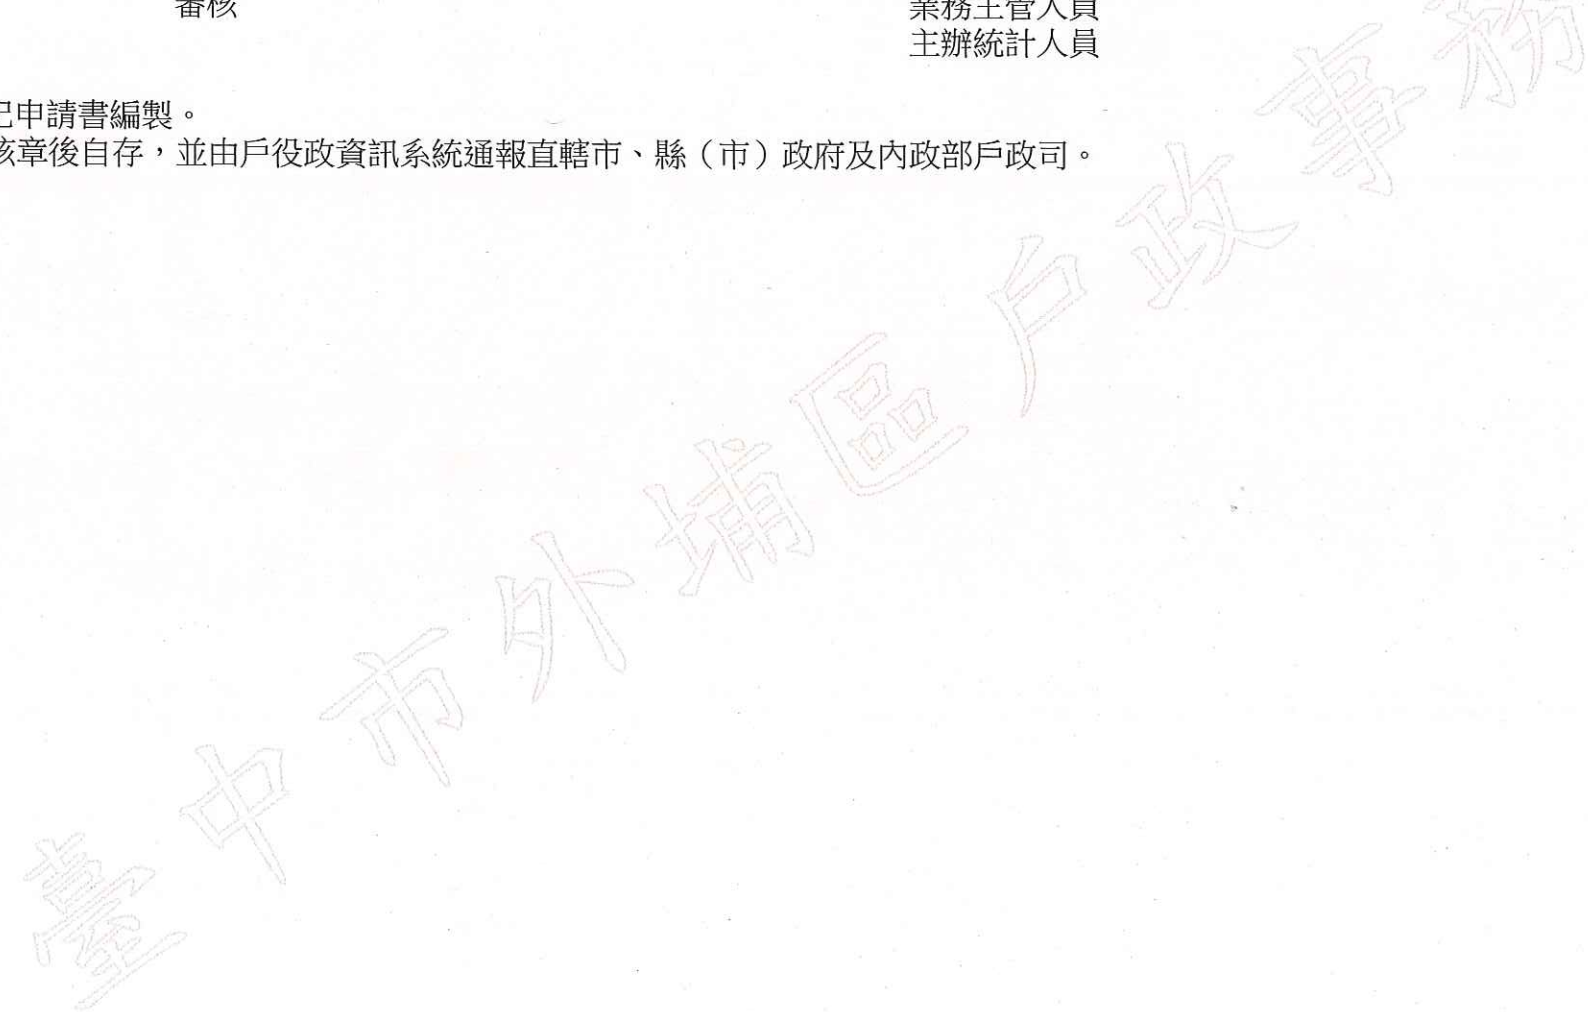 審核
業務主管人員
主辦統計人員
記申請書編製。
核章後自存，並由戶役政資訊系統通報直轄市、縣（市）政府及內政部戶政司。
臺中市外埔區戶政事務